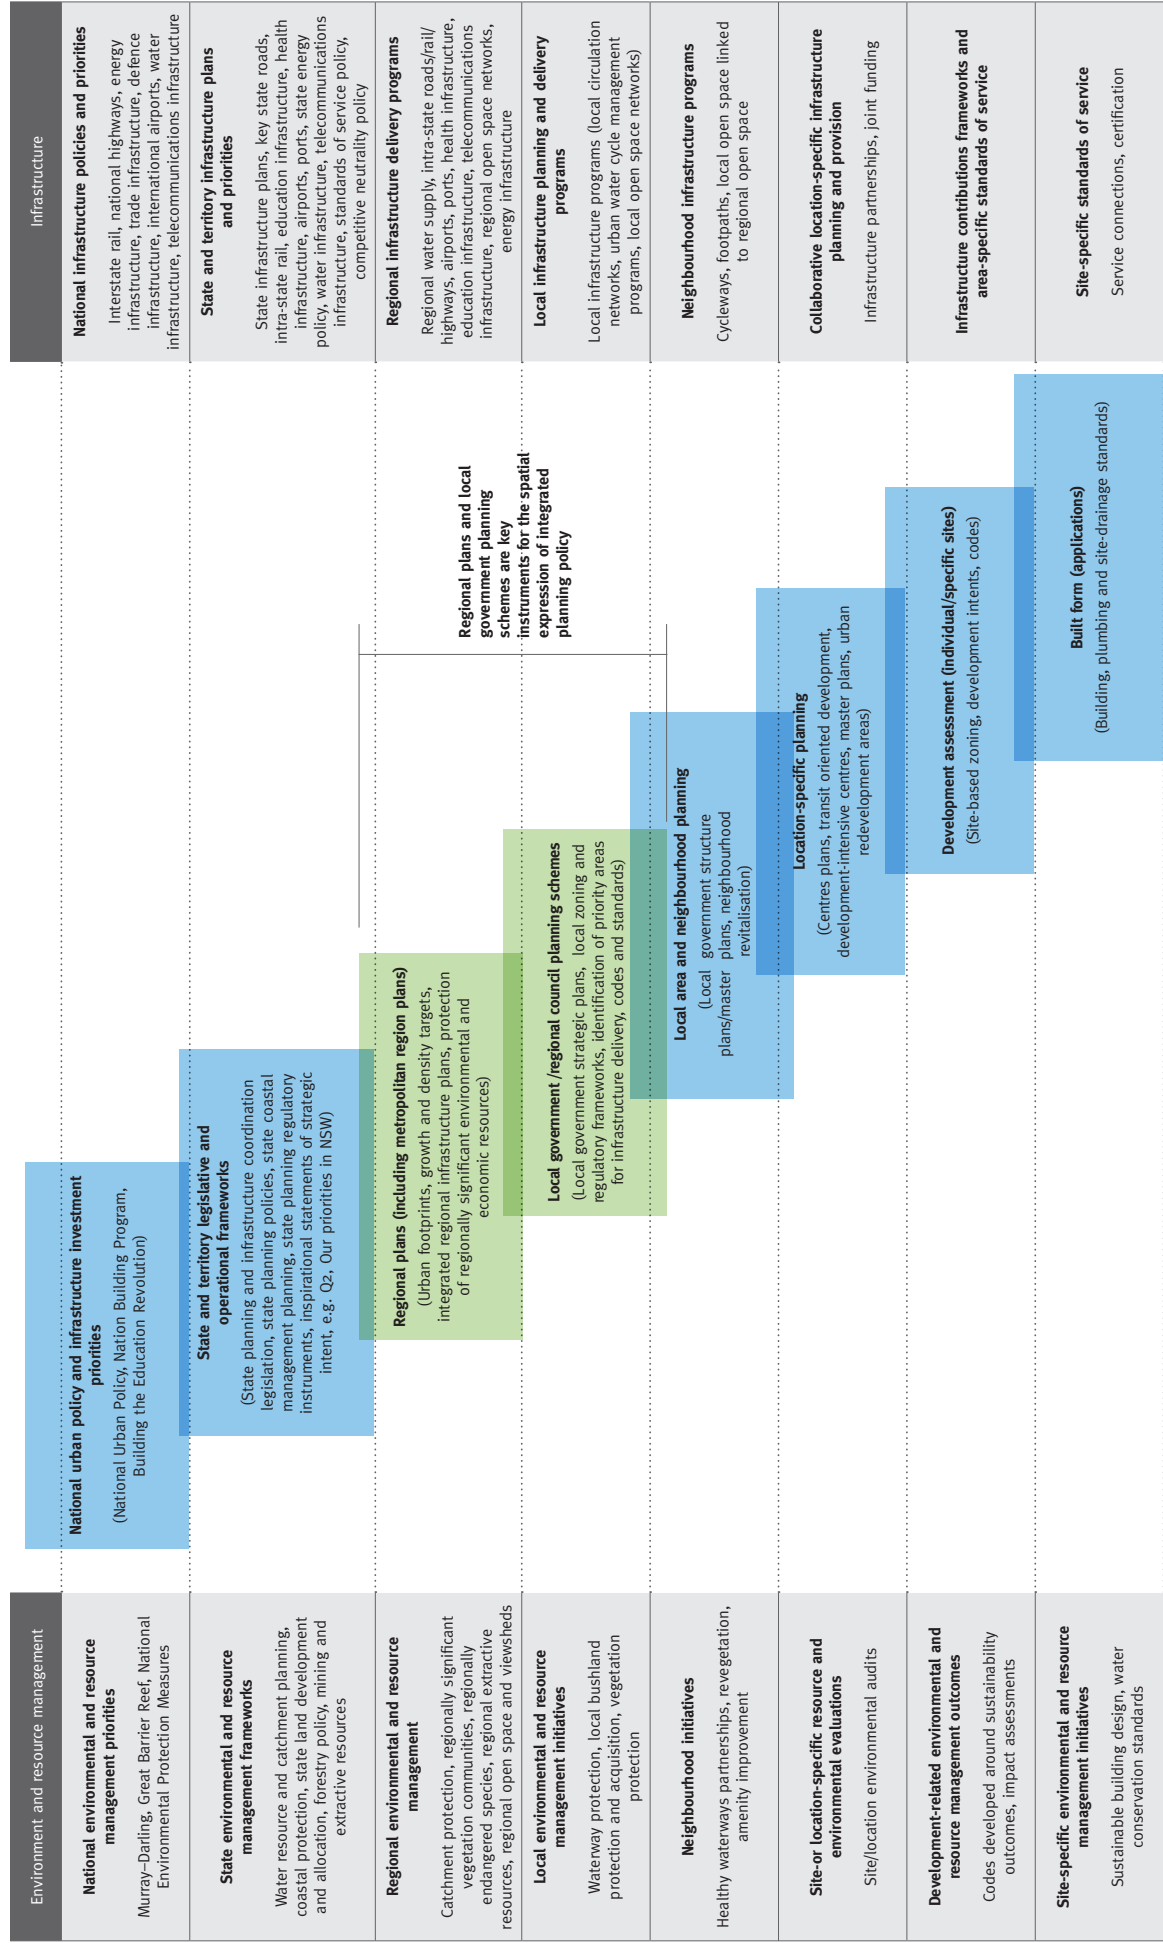 Environment and resource management
National environmental and resource
management priorities
Murray–Darling, Great Barrier Reef, National
Environmental Protection Measures
State environmental and resource
management frameworks
Water resource and catchment planning,
coastal protection, state land development
and allocation, forestry policy, mining and
extractive resources
Regional environmental and resource
management
Catchment protection, regionally significant
vegetation communities, regionally
endangered species, regional extractive
resources, regional open space and viewsheds
Local environmental and resource
management initiatives
Waterway protection, local bushland
protection and acquisition, vegetation
protection
Neighbourhood initiatives
Healthy waterways partnerships, revegetation,
amenity improvement
Site-or location-specific resource and
environmental evaluations
Site/location environmental audits
Development-related environmental and
resource management outcomes
Codes developed around sustainability
outcomes, impact assessments
Site-specific environmental and resource
management initiatives
Sustainable building design, water
conservation standards
National urban policy and infrastructure investment
priorities
(National Urban Policy, Nation Building Program,
Building the Education Revolution)
State and territory legislative and
operational frameworks
(State planning and infrastructure coordination
legislation, state planning policies, state coastal
management planning, state planning regulatory
instruments, inspirational statements of strategic
intent, e.g. Q2, Our priorities in NSW)
Regional plans (including metropolitan region plans)
(Urban footprints, growth and density targets,
integrated regional infrastructure plans, protection
of regionally significant environmental and
economic resources)
Local government /regional council planning schemes
(Local government strategic plans, local zoning and
regulatory frameworks, identification of priority areas
for infrastructure delivery, codes and standards)
Local area and neighbourhood planning
(Local government structure
plans/master plans, neighbourhood
revitalisation)
Location-specific planning
(Centres plans, transit oriented development,
development-intensive centres, master plans, urban
redevelopment areas)
Development assessment (individual/specific sites)
(Site-based zoning, development intents, codes)
Built form (applications)
(Building, plumbing and site-drainage standards)
Regional plans and local
government planning
schemes are key
instruments for the spatial
expression of integrated
planning policy
Infrastructure
National infrastructure policies and priorities
Interstate rail, national highways, energy
infrastructure, trade infrastructure, defence
infrastructure, international airports, water
infrastructure, telecommunications infrastructure
State and territory infrastructure plans
and priorities
State infrastructure plans, key state roads,
intra-state rail, education infrastructure, health
infrastructure, airports, ports, state energy
policy, water infrastructure, telecommunications
infrastructure, standards of service policy,
competitive neutrality policy
Regional infrastructure delivery programs
Regional water supply, intra-state roads/rail/
highways, airports, ports, health infrastructure,
education infrastructure, telecommunications
infrastructure, regional open space networks,
energy infrastructure
Local infrastructure planning and delivery
programs
Local infrastructure programs (local circulation
networks, urban water cycle management
programs, local open space networks)
Neighbourhood infrastructure programs
Cycleways, footpaths, local open space linked
to regional open space
Collaborative location-specific infrastructure
planning and provision
Infrastructure partnerships, joint funding
Infrastructure contributions frameworks and
area-specific standards of service
Site-specific standards of service
Service connections, certification